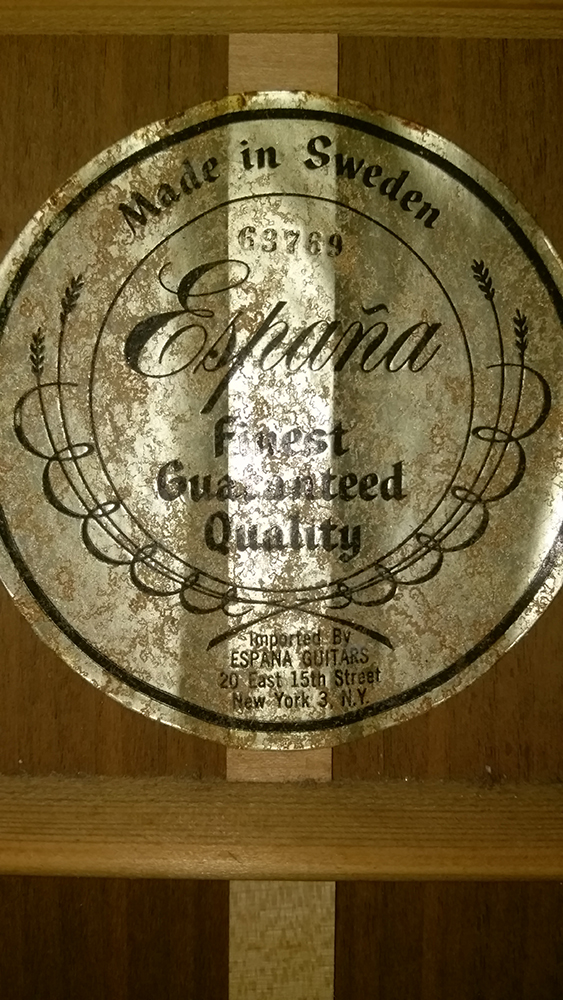 Made in Sweden
63769
España
Finest
Guaranteed
Quality
Imported By
ESPANA GUITARS
20 East 15th Street
New York 3, N.Y.